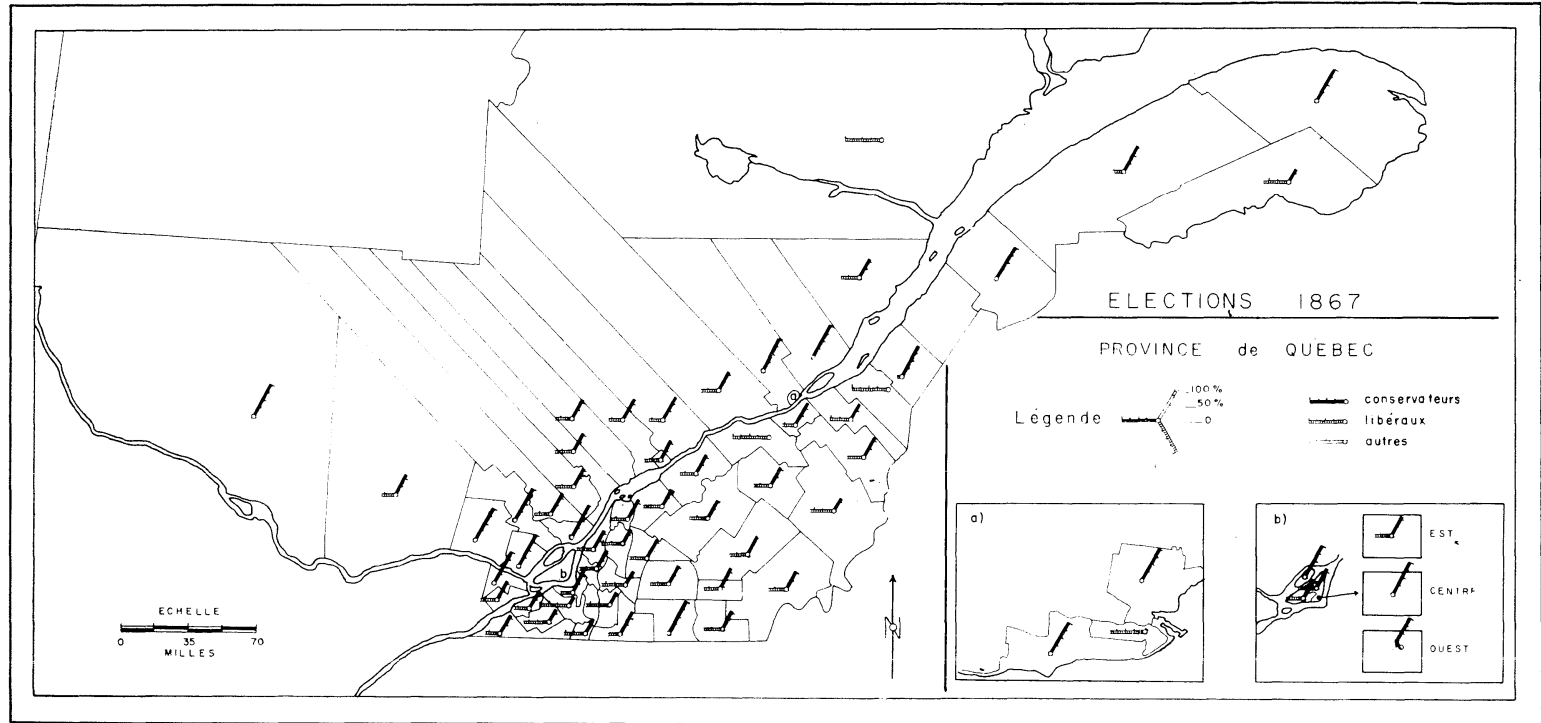 ELECTIONS 1867
PROVINCE de QUEBEC
Légende
100%
50%
0
conservateurs
libéraux
autres
a
b
ECHELLE
0 35 70
MILLES
N
a)
b)
EST
CENTRE
OUEST